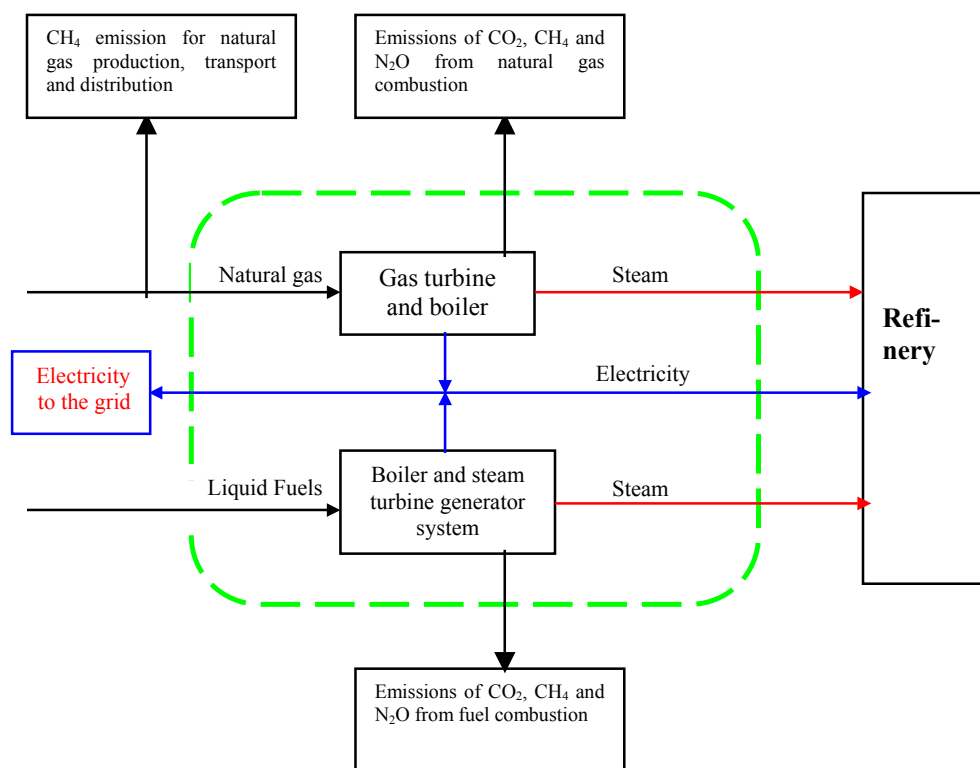 CH₄ emission for natural
gas production, transport
and distribution
Emissions of CO₂, CH₄ and
N₂O from natural gas
combustion
Natural gas
Gas turbine
and boiler
Steam
Refi-
nery
Electricity
to the grid
Electricity
Liquid Fuels
Boiler and steam
turbine generator
system
Steam
Emissions of CO₂, CH₄ and
N₂O from fuel combustion